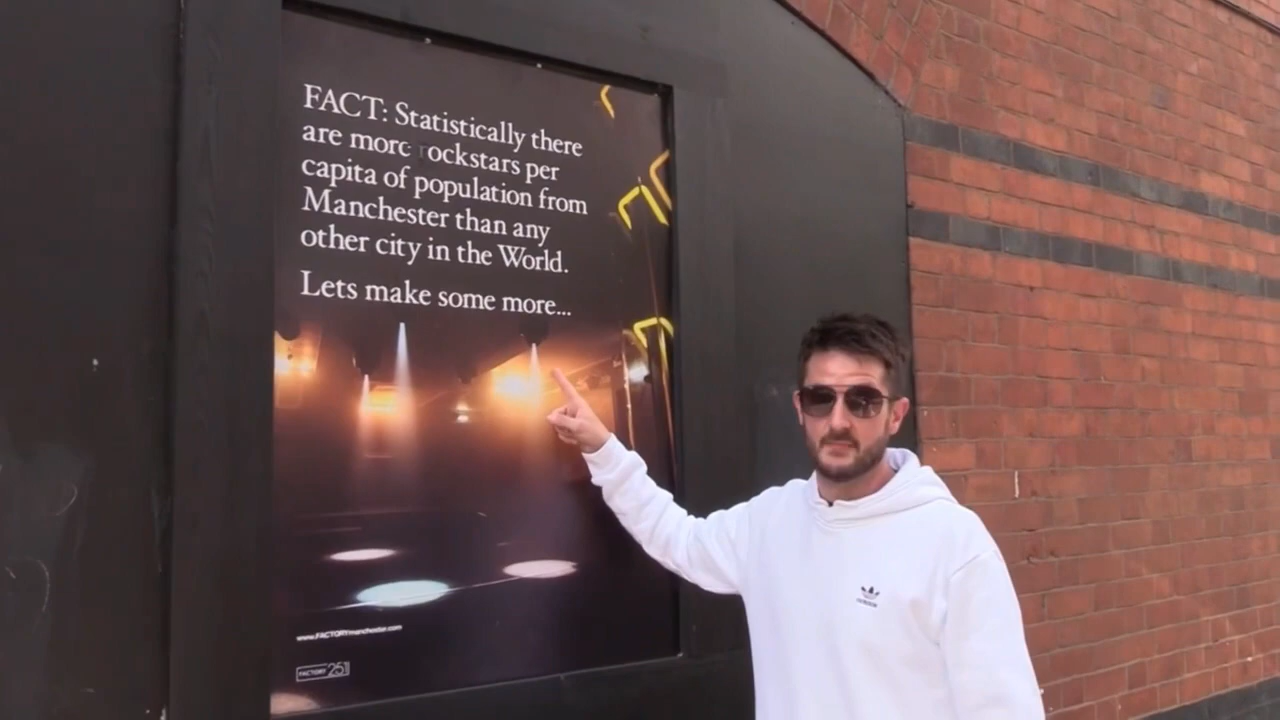 FACT: Statistically there
are more rockstars per
capita of population from
Manchester than any
other city in the World.
Lets make some more...
www.FACTORYmanchester.com
FACTORY 251
adidas